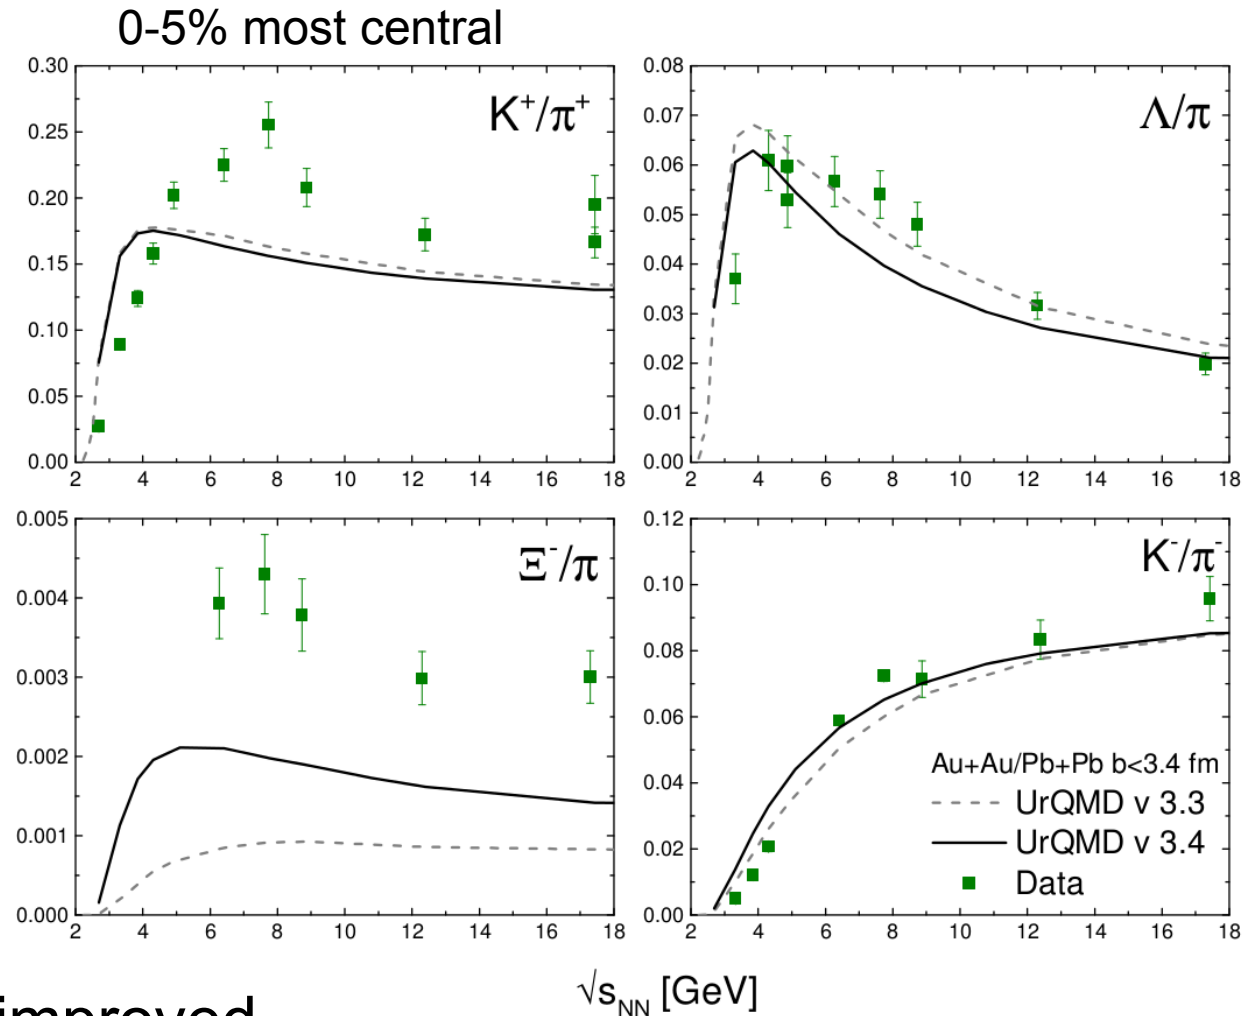 0-5% most central
0.30
0.25
0.20
0.15
0.10
0.05
0.00
2 4 6 8 10 12 14 16 18
K⁺/π⁺
0.08
0.07
0.06
0.05
0.04
0.03
0.02
0.01
0.00
2 4 6 8 10 12 14 16 18
Λ/π
0.005
0.004
0.003
0.002
0.001
0.000
2 4 6 8 10 12 14 16 18
Ξ⁻/π
0.12
0.10
0.08
0.06
0.04
0.02
0.00
2 4 6 8 10 12 14 16 18
K⁻/π⁻
Au+Au/Pb+Pb b<3.4 fm
UrQMD v 3.3
UrQMD v 3.4
Data
√s_NN [GeV]
improved